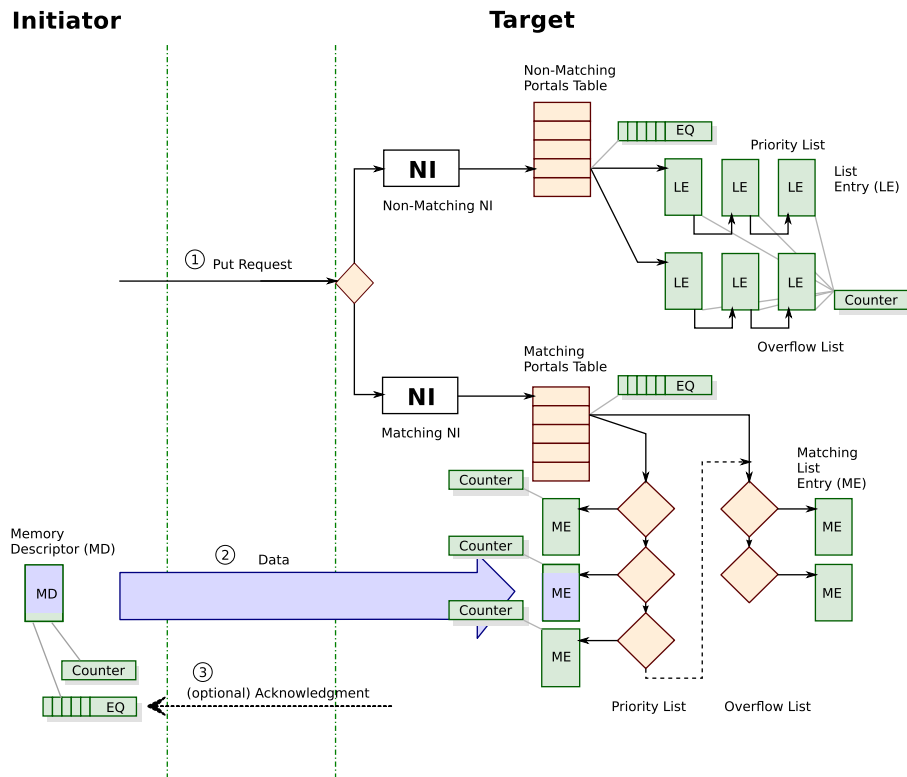 Initiator
Target
Non-Matching
Portals Table
EQ
Priority List
List
Entry (LE)
NI
LE
LE
LE
Non-Matching NI
1
Put Request
LE
LE
LE
Counter
Overflow List
Matching
Portals Table
EQ
NI
Matching NI
Matching
List
Entry (ME)
Counter
ME
ME
Memory
Descriptor (MD)
Counter
2
Data
MD
ME
ME
Counter
ME
Counter
3
(optional) Acknowledgment
EQ
Priority List
Overflow List